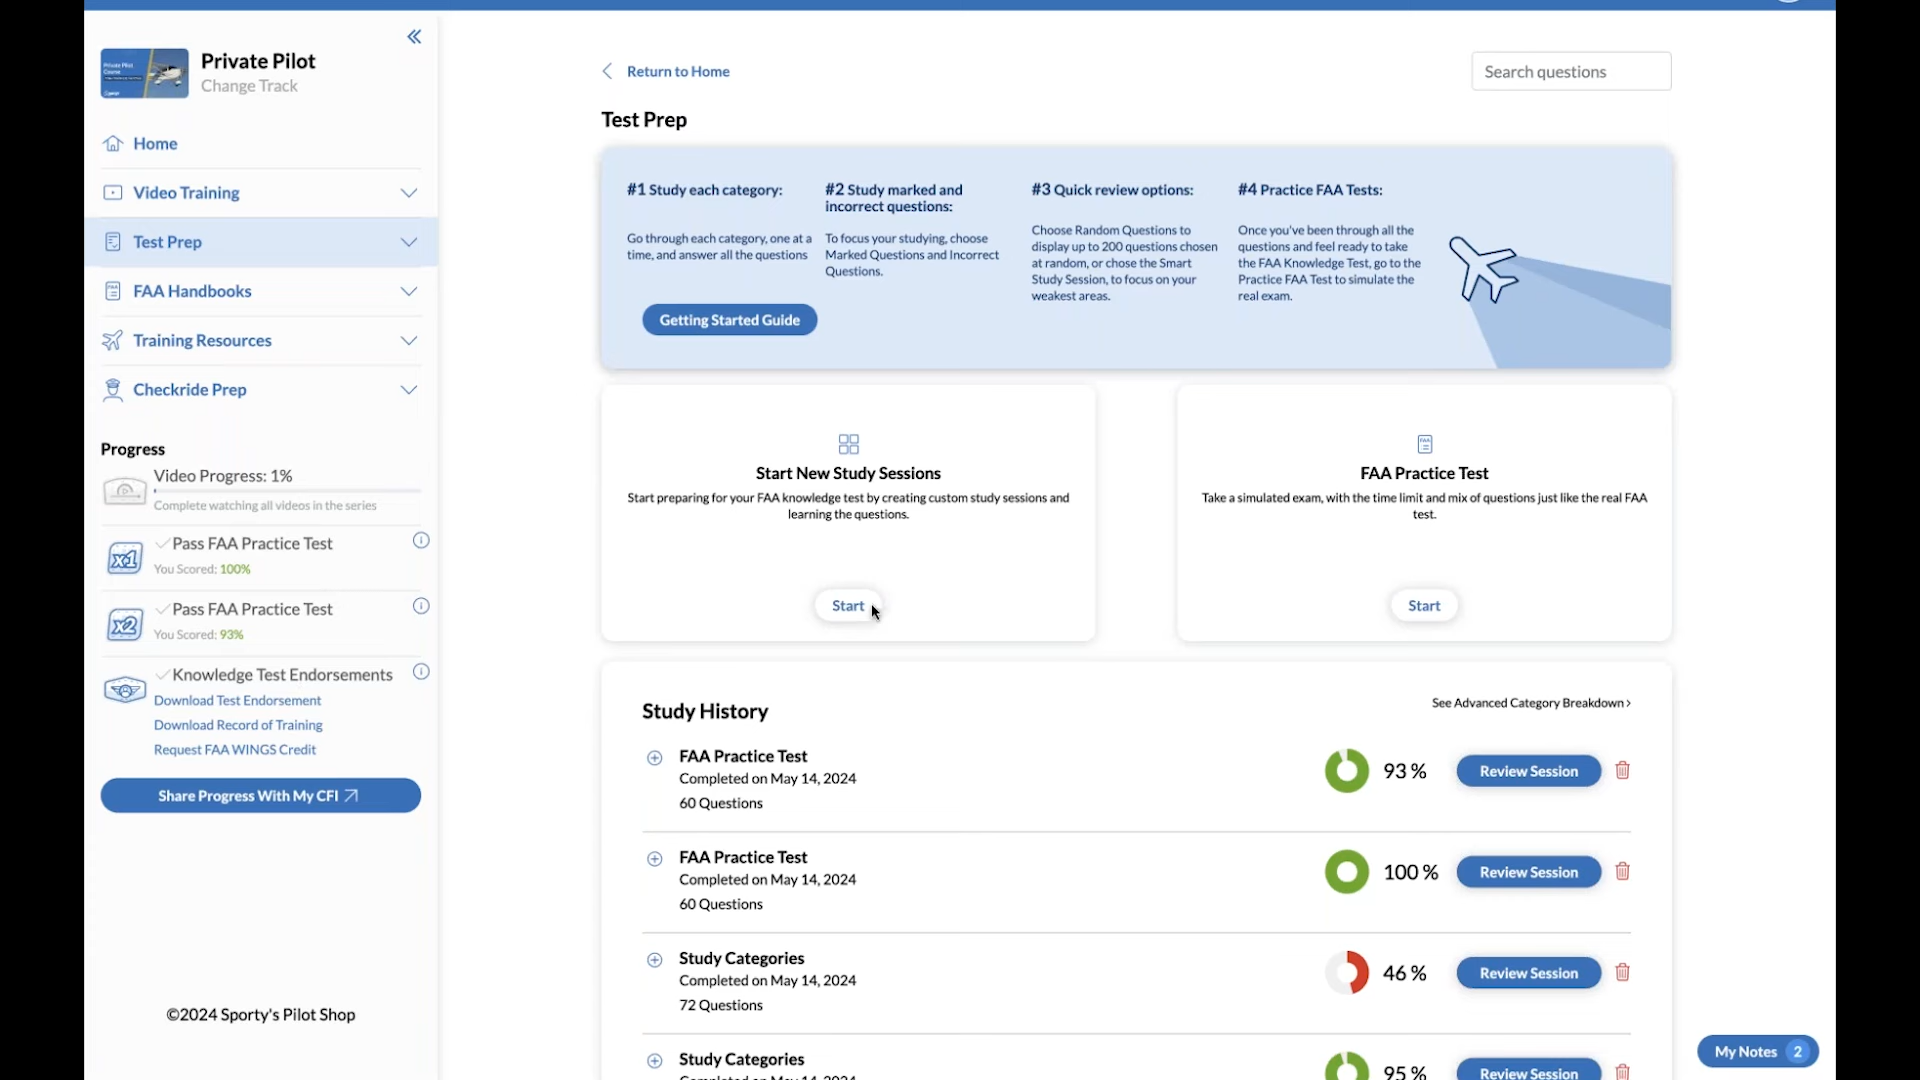 Private Pilot
Change Track
Home
Video Training
Test Prep
FAA Handbooks
Training Resources
Checkride Prep
Progress
Video Progress: 1%
Complete watching all videos in the series
x1
Pass FAA Practice Test
You Scored: 100%
x2
Pass FAA Practice Test
You Scored: 93%
Knowledge Test Endorsements
Download Test Endorsement
Download Record of Training
Request FAA WINGS Credit
Share Progress With My CFI
©2024 Sporty's Pilot Shop
Return to Home
Search questions
Test Prep
#1 Study each category:
Go through each category, one at a
time, and answer all the questions
Getting Started Guide
#2 Study marked and
incorrect questions:
To focus your studying, choose
Marked Questions and Incorrect
Questions.
#3 Quick review options:
Choose Random Questions to
display up to 200 questions chosen
at random, or chose the Smart
Study Session, to focus on your
weakest areas.
#4 Practice FAA Tests:
Once you've been through all the
questions and feel ready to take
the FAA Knowledge Test, go to the
Practice FAA Test to simulate the
real exam.
Start New Study Sessions
Start preparing for your FAA knowledge test by creating custom study sessions and
learning the questions.
Start
FAA Practice Test
Take a simulated exam, with the time limit and mix of questions just like the real FAA
test.
Start
Study History
See Advanced Category Breakdown
FAA Practice Test
Completed on May 14, 2024
60 Questions
93 %
Review Session
FAA Practice Test
Completed on May 14, 2024
60 Questions
100 %
Review Session
Study Categories
Completed on May 14, 2024
72 Questions
46 %
Review Session
Study Categories
Completed on May 14, 2024
95 %
Review Session
My Notes 2